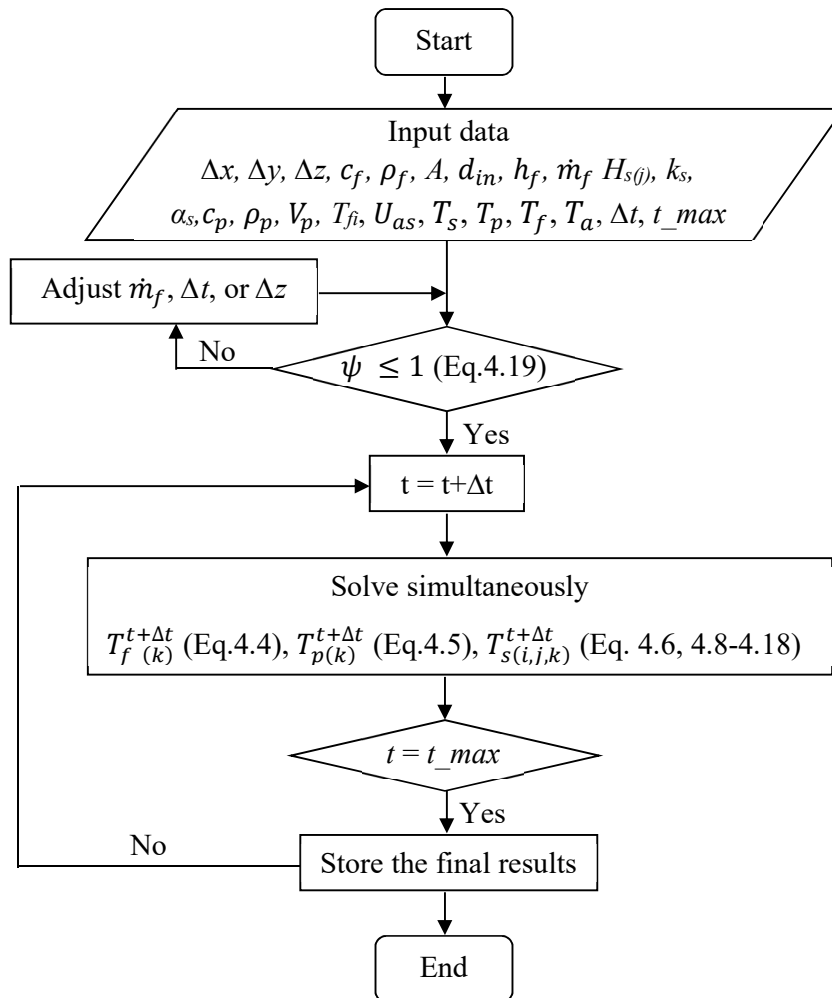 Start
Input data
Δx, Δy, Δz, c_f, ρ_f, A, d_in, h_f, ṁ_f H_s(j), k_s,
α_s,c_p, ρ_p, V_p, T_fi, U_as, T_s, T_p, T_f, T_a, Δt, t_max
Adjust ṁ_f, Δt, or Δz
No
ψ ≤ 1 (Eq.4.19)
Yes
t = t+Δt
Solve simultaneously
T_f (k)^t+Δt (Eq.4.4), T_p(k)^t+Δt (Eq.4.5), T_s(i,j,k)^t+Δt (Eq. 4.6, 4.8-4.18)
t = t_max
Yes
No
Store the final results
End